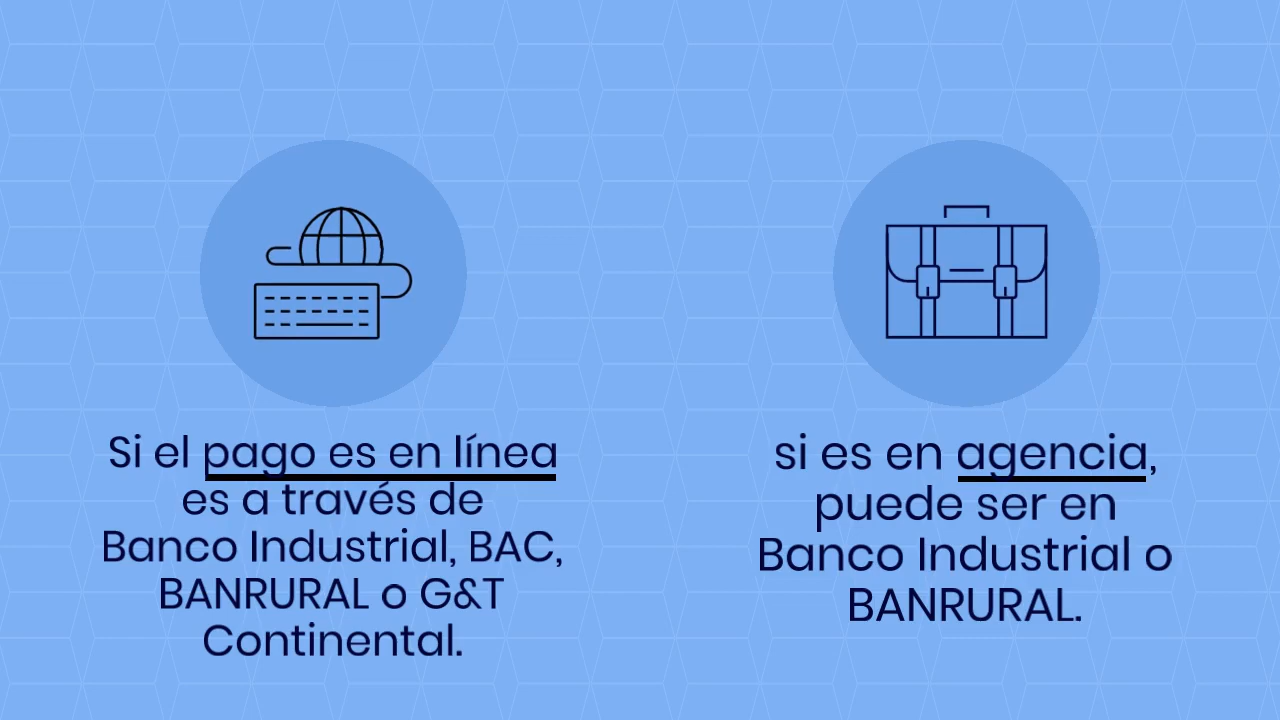 Si el pago es en línea
es a través de
Banco Industrial, BAC,
BANRURAL o G&T
Continental.
si es en agencia,
puede ser en
Banco Industrial o
BANRURAL.